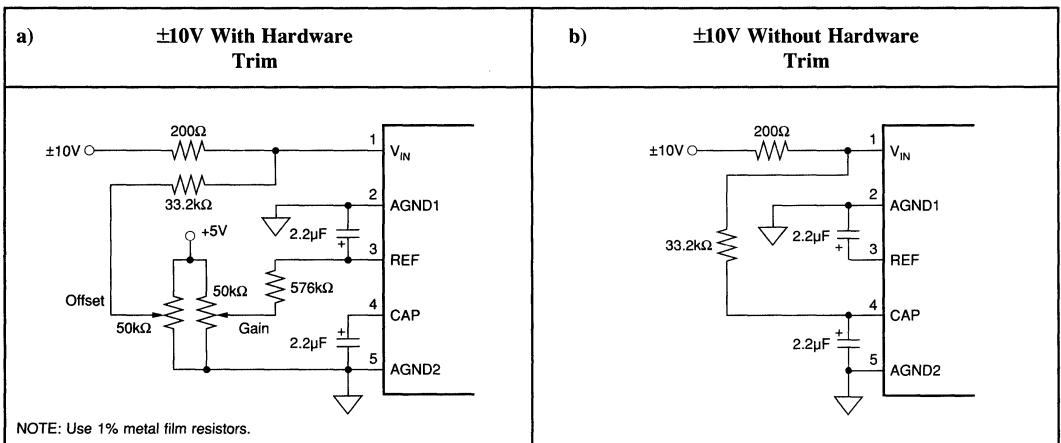 a)
±10V With Hardware
Trim
200Ω
±10V
1
V_IN
33.2kΩ
2
AGND1
+5V
2.2µF
+
3
REF
50kΩ
576kΩ
Offset
50kΩ
Gain
4
CAP
+
2.2µF
5
AGND2
NOTE: Use 1% metal film resistors.
b)
±10V Without Hardware
Trim
200Ω
±10V
1
V_IN
2
AGND1
33.2kΩ
2.2µF
+
3
REF
4
CAP
+
2.2µF
5
AGND2